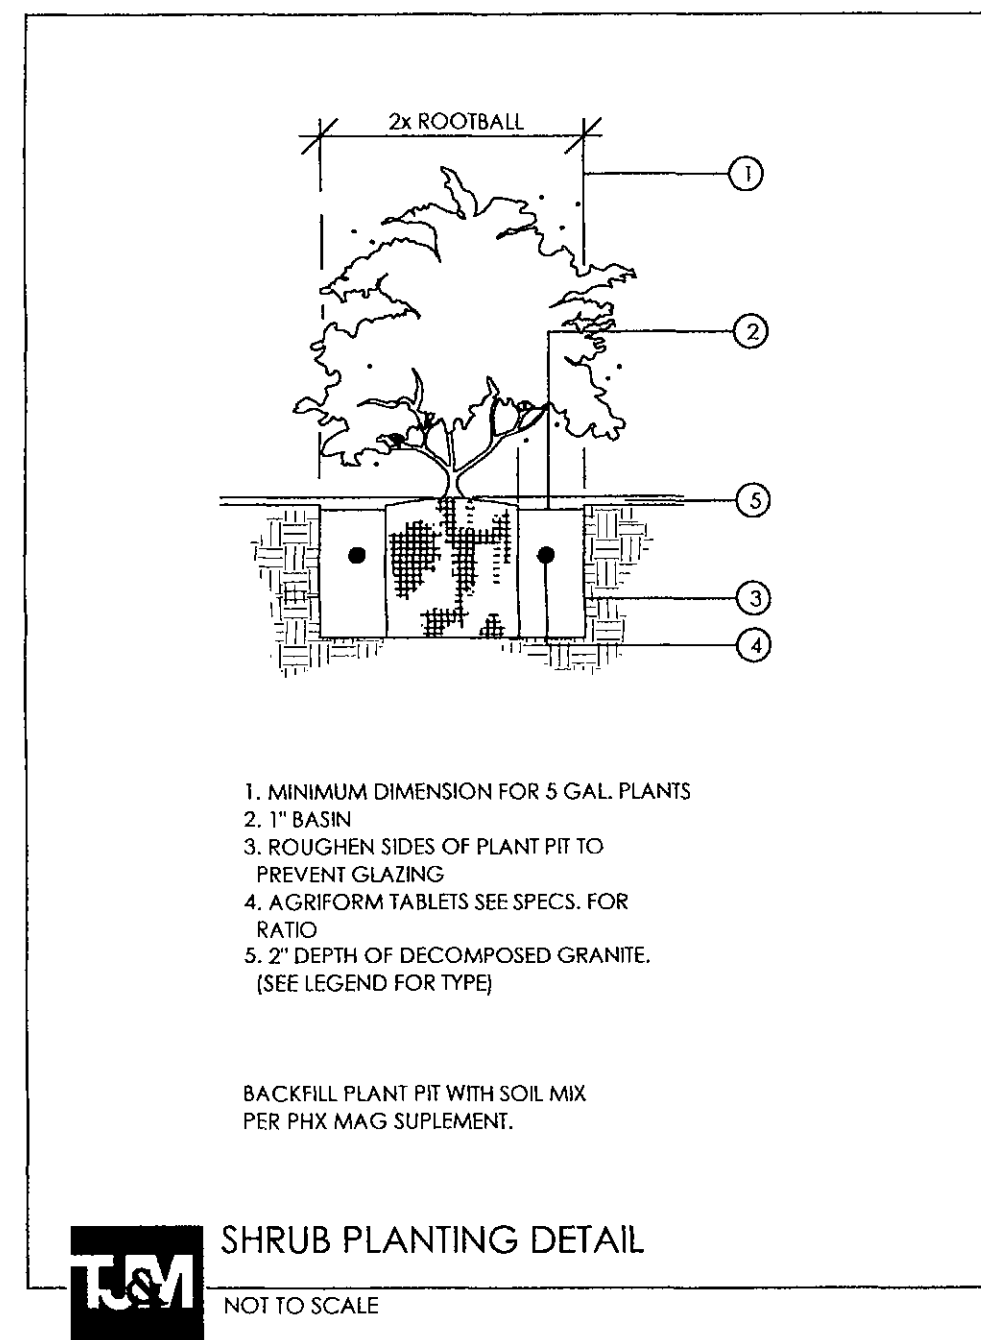 2x ROOTBALL
1
2
5
3
4
1. MINIMUM DIMENSION FOR 5 GAL. PLANTS
2. 1" BASIN
3. ROUGHEN SIDES OF PLANT PIT TO
PREVENT GLAZING
4. AGRIFORM TABLETS SEE SPECS. FOR
RATIO
5. 2" DEPTH OF DECOMPOSED GRANITE.
(SEE LEGEND FOR TYPE)
BACKFILL PLANT PIT WITH SOIL MIX
PER PHX MAG SUPLEMENT.
SHRUB PLANTING DETAIL
TJ&M
NOT TO SCALE